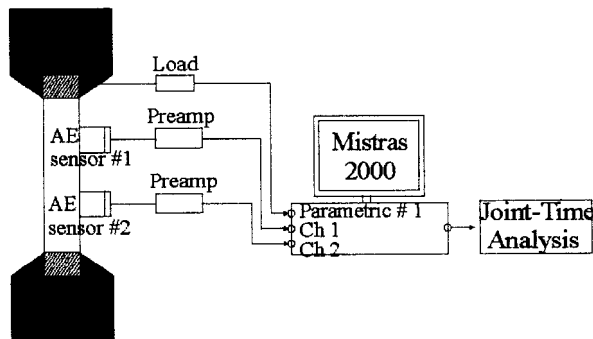 Load
Preamp
AE
sensor #1
Preamp
AE
sensor #2
Mistras
2000
Parametric # 1
Ch 1
Ch 2
Joint-Time
Analysis